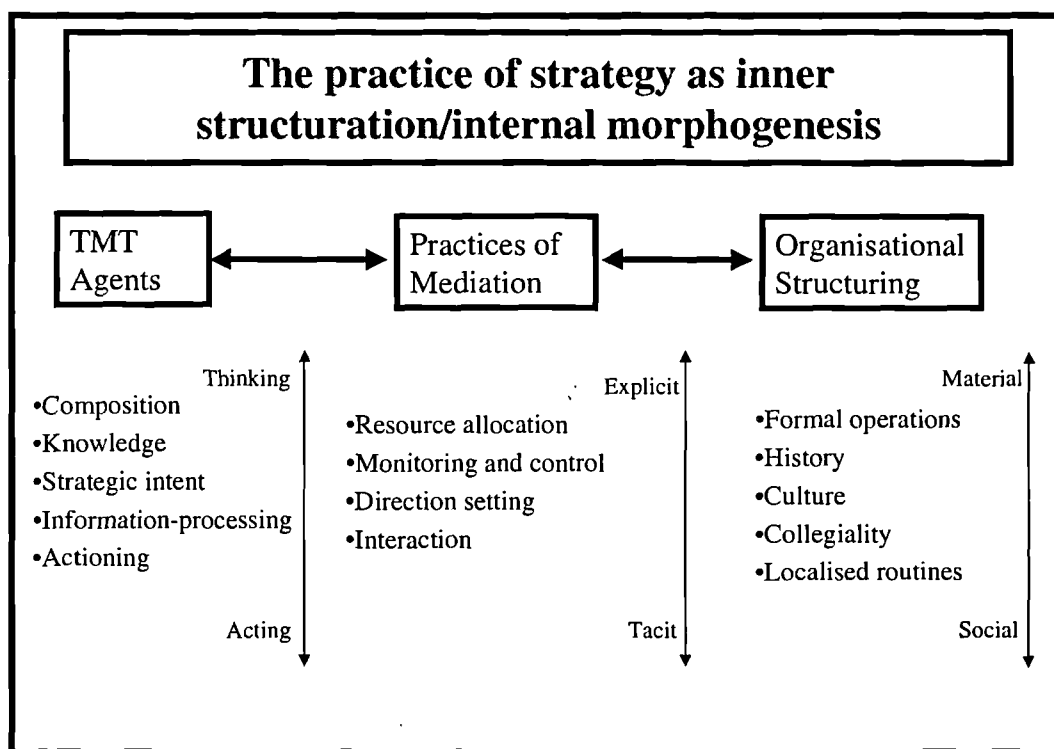 The practice of strategy as inner
structuration/internal morphogenesis
TMT
Agents
Practices of
Mediation
Organisational
Structuring
Thinking
•Composition
•Knowledge
•Strategic intent
•Information-processing
•Actioning
Acting
Explicit
•Resource allocation
•Monitoring and control
•Direction setting
•Interaction
Tacit
Material
•Formal operations
•History
•Culture
•Collegiality
•Localised routines
Social